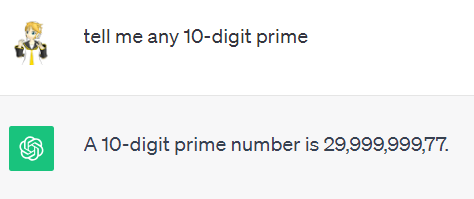 tell me any 10-digit prime
A 10-digit prime number is 29,999,999,77.